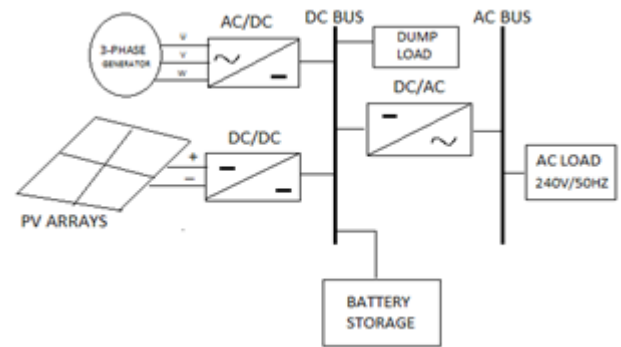 AC/DC
DC BUS
AC BUS
3-PHASE
GENERATOR
U
V
W
DUMP
LOAD
DC/AC
DC/DC
+
−
AC LOAD
240V/50HZ
PV ARRAYS
BATTERY
STORAGE